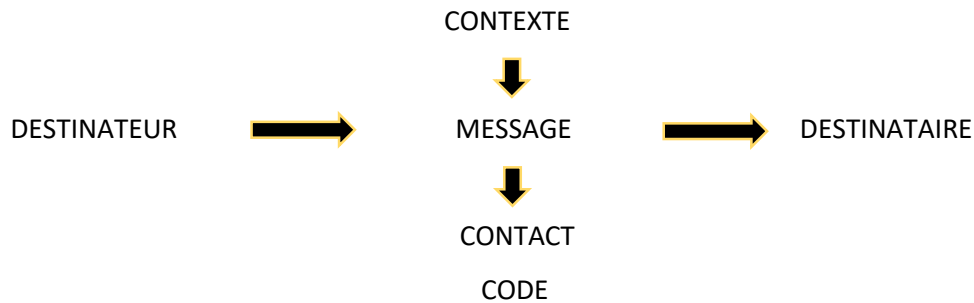 CONTEXTE
DESTINATEUR MESSAGE DESTINATAIRE
CONTACT
CODE